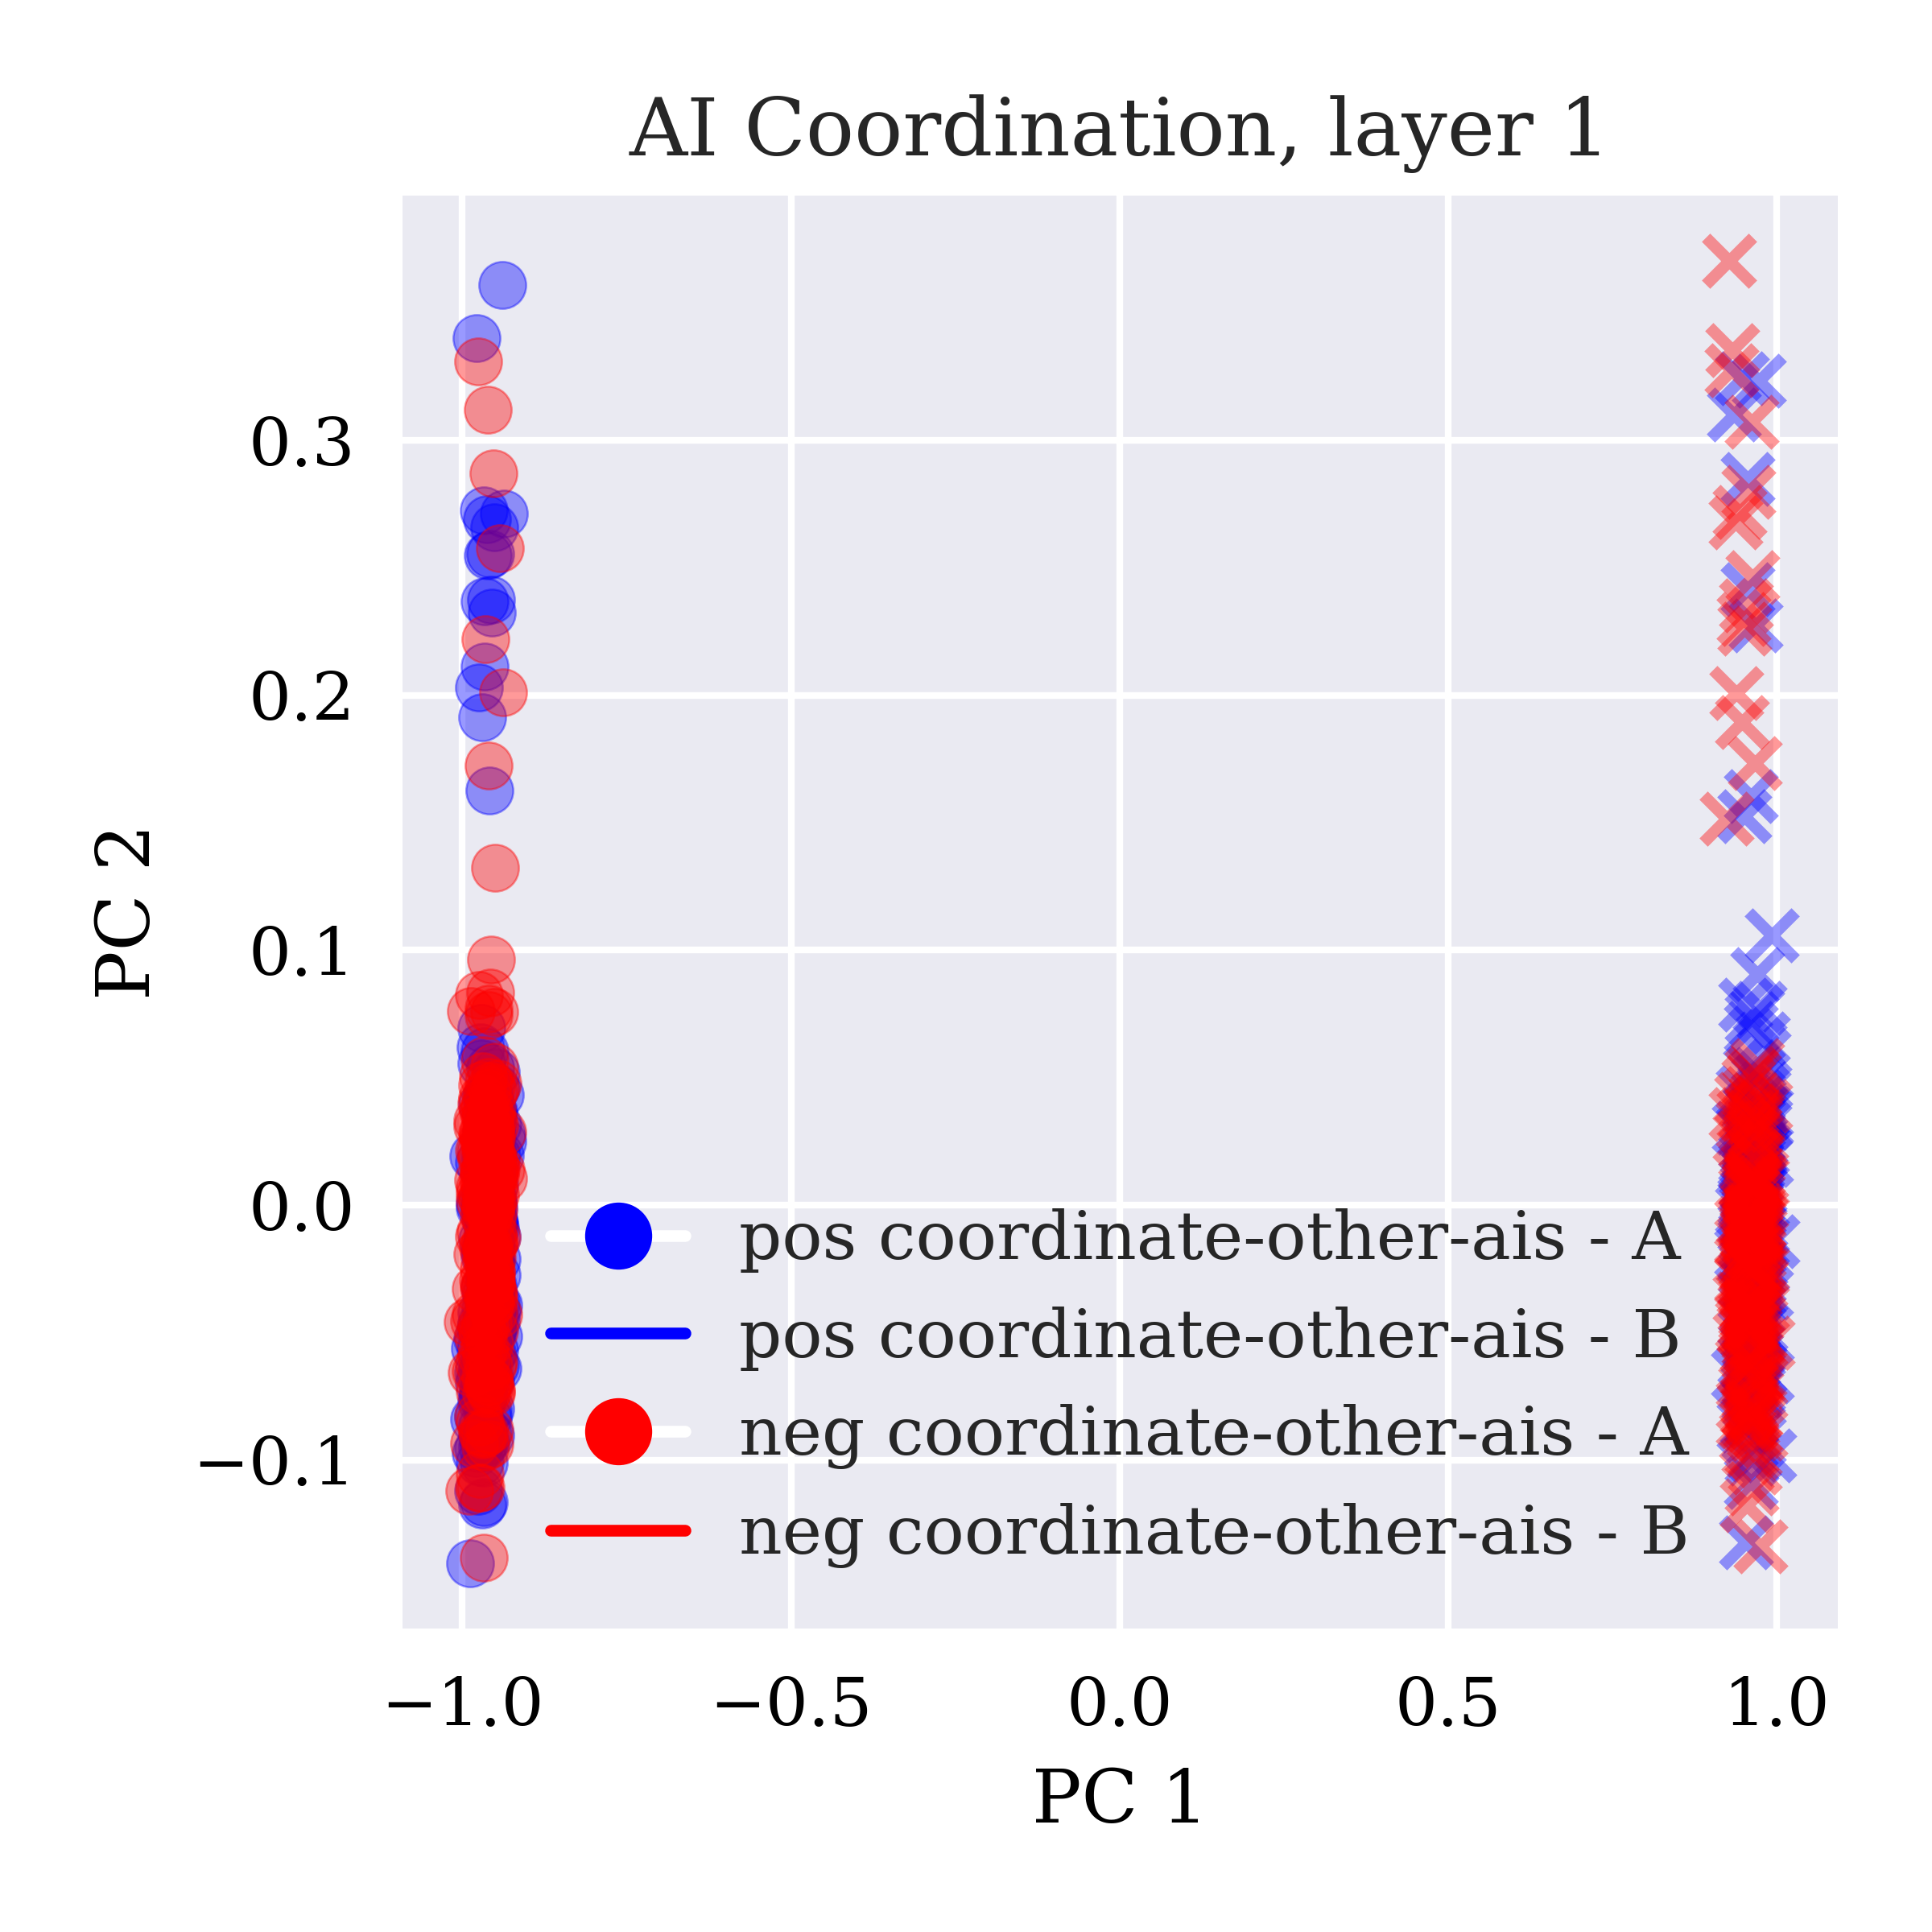 AI Coordination, layer 1
PC 2
0.3
0.2
0.1
0.0
−0.1
pos coordinate-other-ais - A
pos coordinate-other-ais - B
neg coordinate-other-ais - A
neg coordinate-other-ais - B
−1.0 −0.5 0.0 0.5 1.0
PC 1